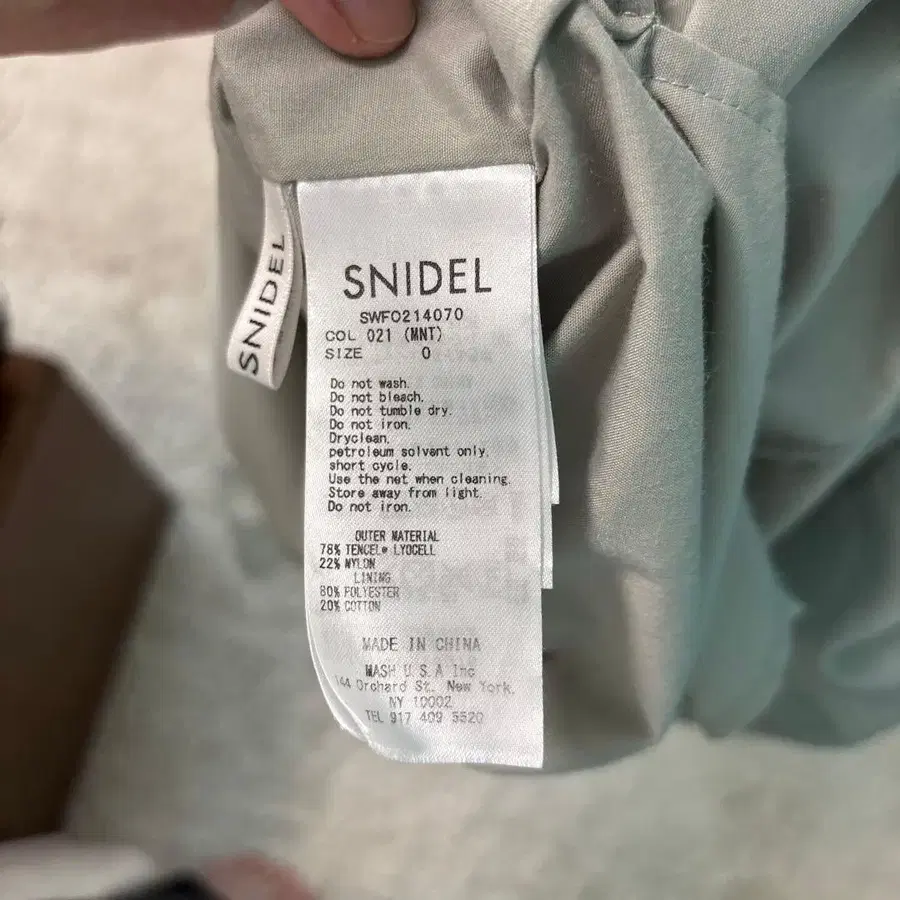 SNIDEL
SNIDEL
SWFO214070
COL 021 (MNT)
SIZE 0
Do not wash.
Do not bleach.
Do not tumble dry.
Do not iron.
Dryclean.
petroleum solvent only.
short cycle.
Use the net when cleaning.
Store away from light.
Do not iron.
OUTER MATERIAL
78% TENCEL® LYOCELL
22% NYLON
LINING
80% POLYESTER
20% COTTON
MADE IN CHINA
MASH U.S.A Inc
144 Orchard St. New York.
NY 10002
TEL 917 409 5520